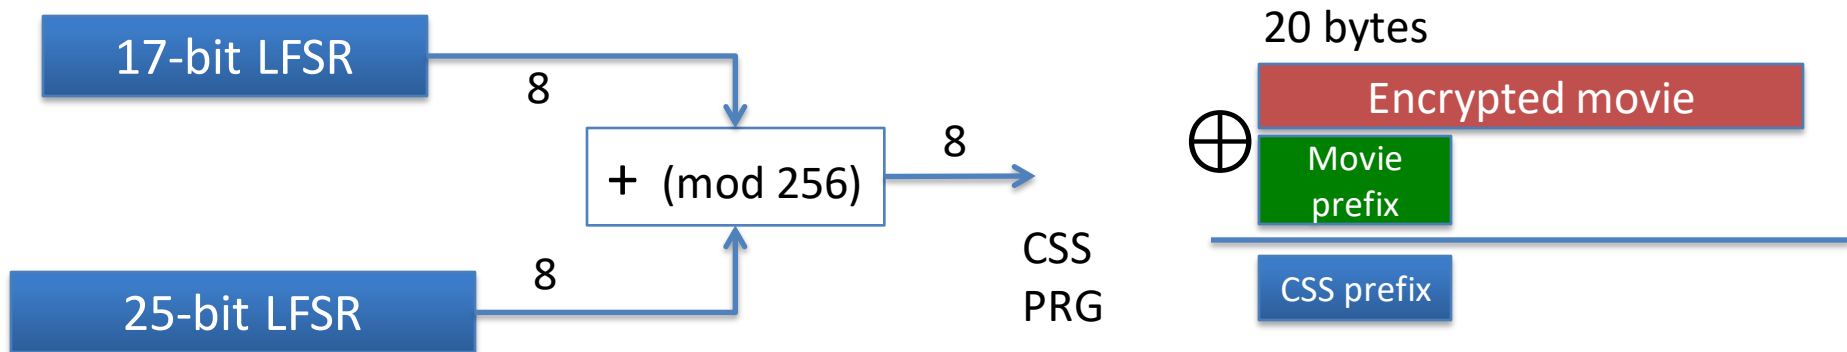 17-bit LFSR
8
+ (mod 256)
8
25-bit LFSR
8
CSS
PRG
20 bytes
Encrypted movie
Movie
prefix
CSS prefix